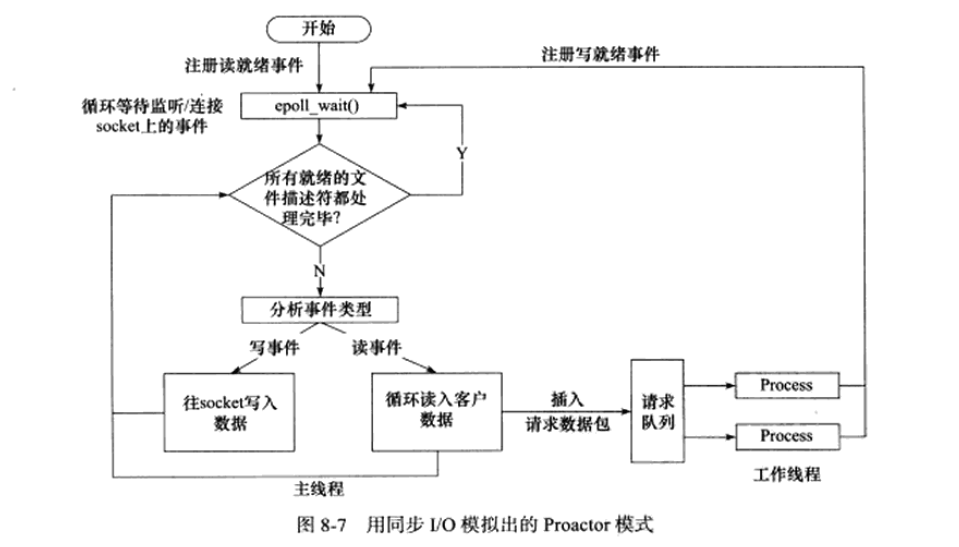 开始
注册读就绪事件
注册写就绪事件
循环等待监听/连接
socket上的事件
epoll_wait()
Y
所有就绪的文
件描述符都处
理完毕?
N
分析事件类型
写事件
读事件
往socket写入
数据
循环读入客户
数据
插入
请求数据包
请求
队列
Process
Process
工作线程
主线程
图 8-7 用同步 I/O 模拟出的 Proactor 模式